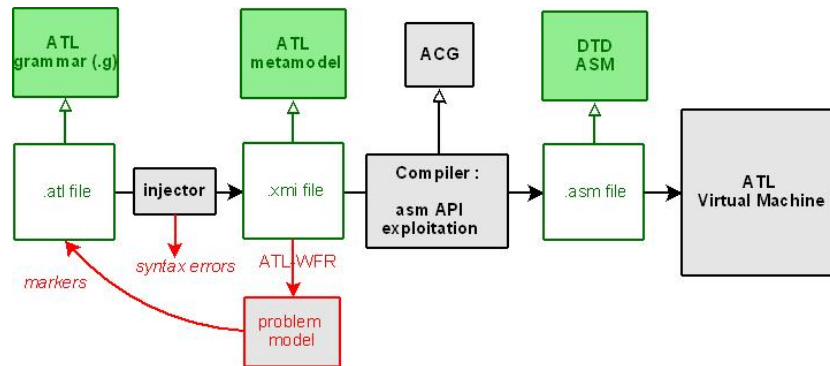 ATL
grammar (.g)
ATL
metamodel
ACG
DTD
ASM
.atl file
injector
.xmi file
Compiler :
asm API
exploitation
.asm file
ATL
Virtual Machine
syntax errors
ATL-WFR
markers
problem
model